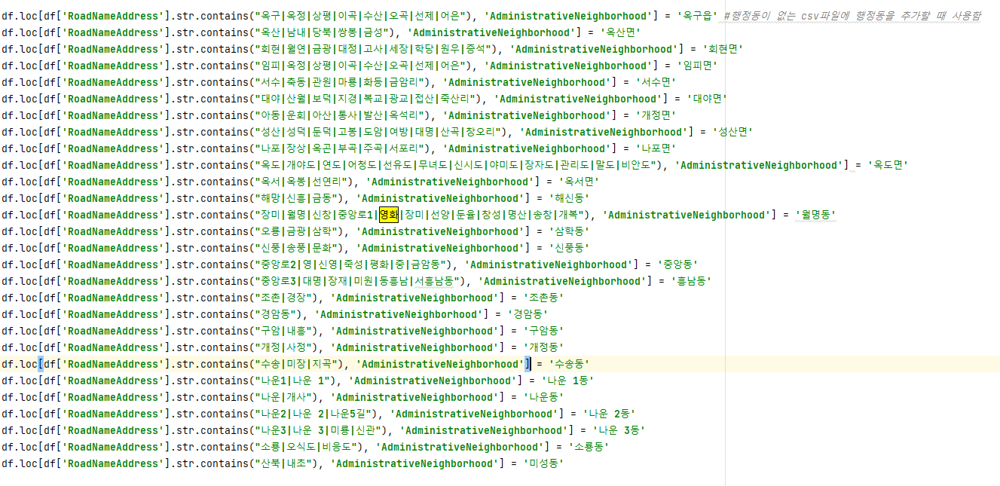 df.loc[df['RoadNameAddress'].str.contains("옥구|옥정|상평|이곡|수산|오곡|선제|어은"), 'AdministrativeNeighborhood'] = '옥구읍' #행정동이 없는 csv파일에 행정동을 추가할 때 사용함
df.loc[df['RoadNameAddress'].str.contains("옥산|남내|당북|쌍봉|금성"), 'AdministrativeNeighborhood'] = '옥산면'
df.loc[df['RoadNameAddress'].str.contains("회현|월연|금광|대정|고사|세장|학당|원우|증석"), 'AdministrativeNeighborhood'] = '회현면'
df.loc[df['RoadNameAddress'].str.contains("임피|옥정|상평|이곡|수산|오곡|선제|어은"), 'AdministrativeNeighborhood'] = '임피면'
df.loc[df['RoadNameAddress'].str.contains("서수|축동|관원|마룡|화등|금암리"), 'AdministrativeNeighborhood'] = '서수면'
df.loc[df['RoadNameAddress'].str.contains("대야|산월|보덕|지경|복교|광교|접산|죽산리"), 'AdministrativeNeighborhood'] = '대야면'
df.loc[df['RoadNameAddress'].str.contains("아동|운회|아산|통사|발산|옥석리"), 'AdministrativeNeighborhood'] = '개정면'
df.loc[df['RoadNameAddress'].str.contains("성산|성덕|둔덕|고봉|도암|여방|대명|산곡|창오리"), 'AdministrativeNeighborhood'] = '성산면'
df.loc[df['RoadNameAddress'].str.contains("나포|장상|옥곤|부곡|주곡|서포리"), 'AdministrativeNeighborhood'] = '나포면'
df.loc[df['RoadNameAddress'].str.contains("옥도|개야도|연도|어청도|선유도|무녀도|신시도|야미도|장자도|관리도|말도|비안도"), 'AdministrativeNeighborhood'] = '옥도면'
df.loc[df['RoadNameAddress'].str.contains("옥서|옥봉|선연리"), 'AdministrativeNeighborhood'] = '옥서면'
df.loc[df['RoadNameAddress'].str.contains("해망|신흥|금동"), 'AdministrativeNeighborhood'] = '해신동'
df.loc[df['RoadNameAddress'].str.contains("장미|월명|신창|중앙로1|영화|장미|선양|둔율|창성|명산|송창|개복"), 'AdministrativeNeighborhood'] = '월명동'
df.loc[df['RoadNameAddress'].str.contains("오룡|금광|삼학"), 'AdministrativeNeighborhood'] = '삼학동'
df.loc[df['RoadNameAddress'].str.contains("신풍|송풍|문화"), 'AdministrativeNeighborhood'] = '신풍동'
df.loc[df['RoadNameAddress'].str.contains("중앙로2|영|신영|죽성|평화|중|금암동"), 'AdministrativeNeighborhood'] = '중앙동'
df.loc[df['RoadNameAddress'].str.contains("중앙로3|대명|장재|미원|동흥남|서흥남동"), 'AdministrativeNeighborhood'] = '흥남동'
df.loc[df['RoadNameAddress'].str.contains("조촌|경장"), 'AdministrativeNeighborhood'] = '조촌동'
df.loc[df['RoadNameAddress'].str.contains("경암동"), 'AdministrativeNeighborhood'] = '경암동'
df.loc[df['RoadNameAddress'].str.contains("구암|내흥"), 'AdministrativeNeighborhood'] = '구암동'
df.loc[df['RoadNameAddress'].str.contains("개정|사정"), 'AdministrativeNeighborhood'] = '개정동'
df.loc[df['RoadNameAddress'].str.contains("수송|미장|지곡"), 'AdministrativeNeighborhood'] = '수송동'
df.loc[df['RoadNameAddress'].str.contains("나운1|나운 1"), 'AdministrativeNeighborhood'] = '나운 1동'
df.loc[df['RoadNameAddress'].str.contains("나운|개사"), 'AdministrativeNeighborhood'] = '나운동'
df.loc[df['RoadNameAddress'].str.contains("나운2|나운 2|나운5길"), 'AdministrativeNeighborhood'] = '나운 2동'
df.loc[df['RoadNameAddress'].str.contains("나운3|나운 3|미룡|신관"), 'AdministrativeNeighborhood'] = '나운 3동'
df.loc[df['RoadNameAddress'].str.contains("소룡|오식도|비응도"), 'AdministrativeNeighborhood'] = '소룡동'
df.loc[df['RoadNameAddress'].str.contains("산북|내초"), 'AdministrativeNeighborhood'] = '미성동'